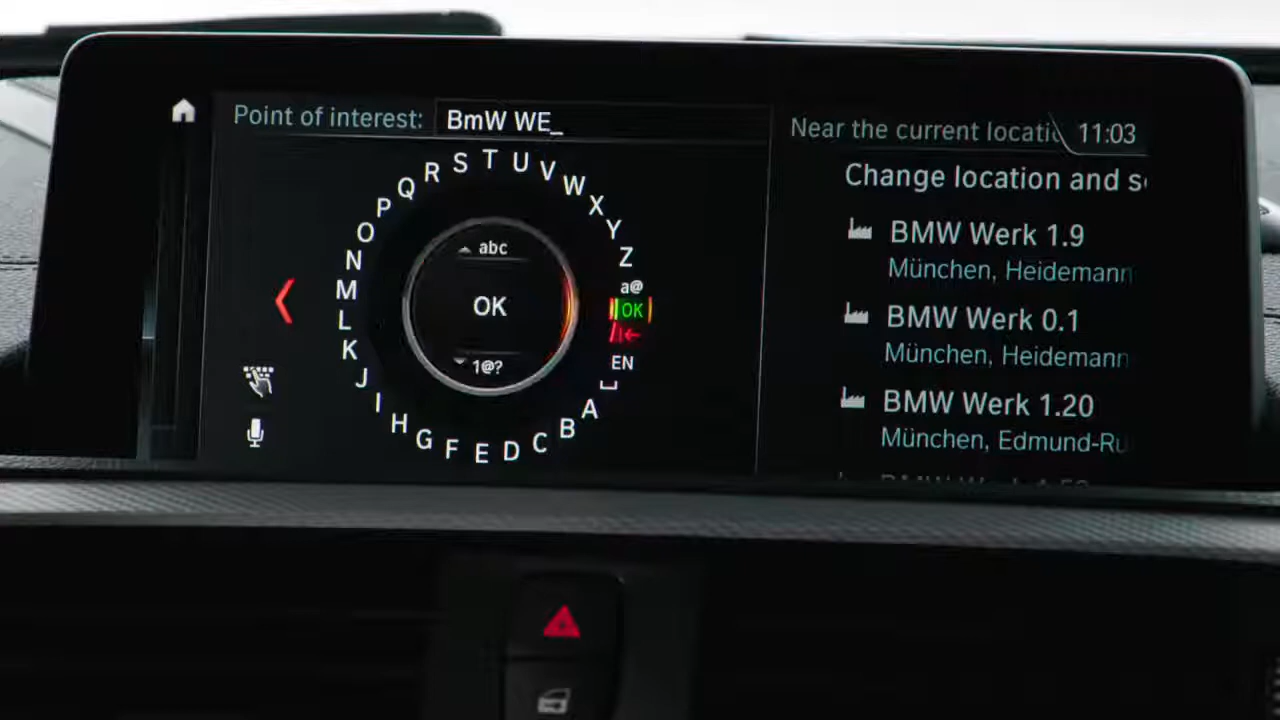 Point of interest: BmW WE_
Near the current locati
11:03
Change location and s
R S T U V W X Y Z
a@
OK
EN
A B C D E F G H I J K L M N O P Q
abc
OK
1@?
BMW Werk 1.9
München, Heidemann
BMW Werk 0.1
München, Heidemann
BMW Werk 1.20
München, Edmund-Ru